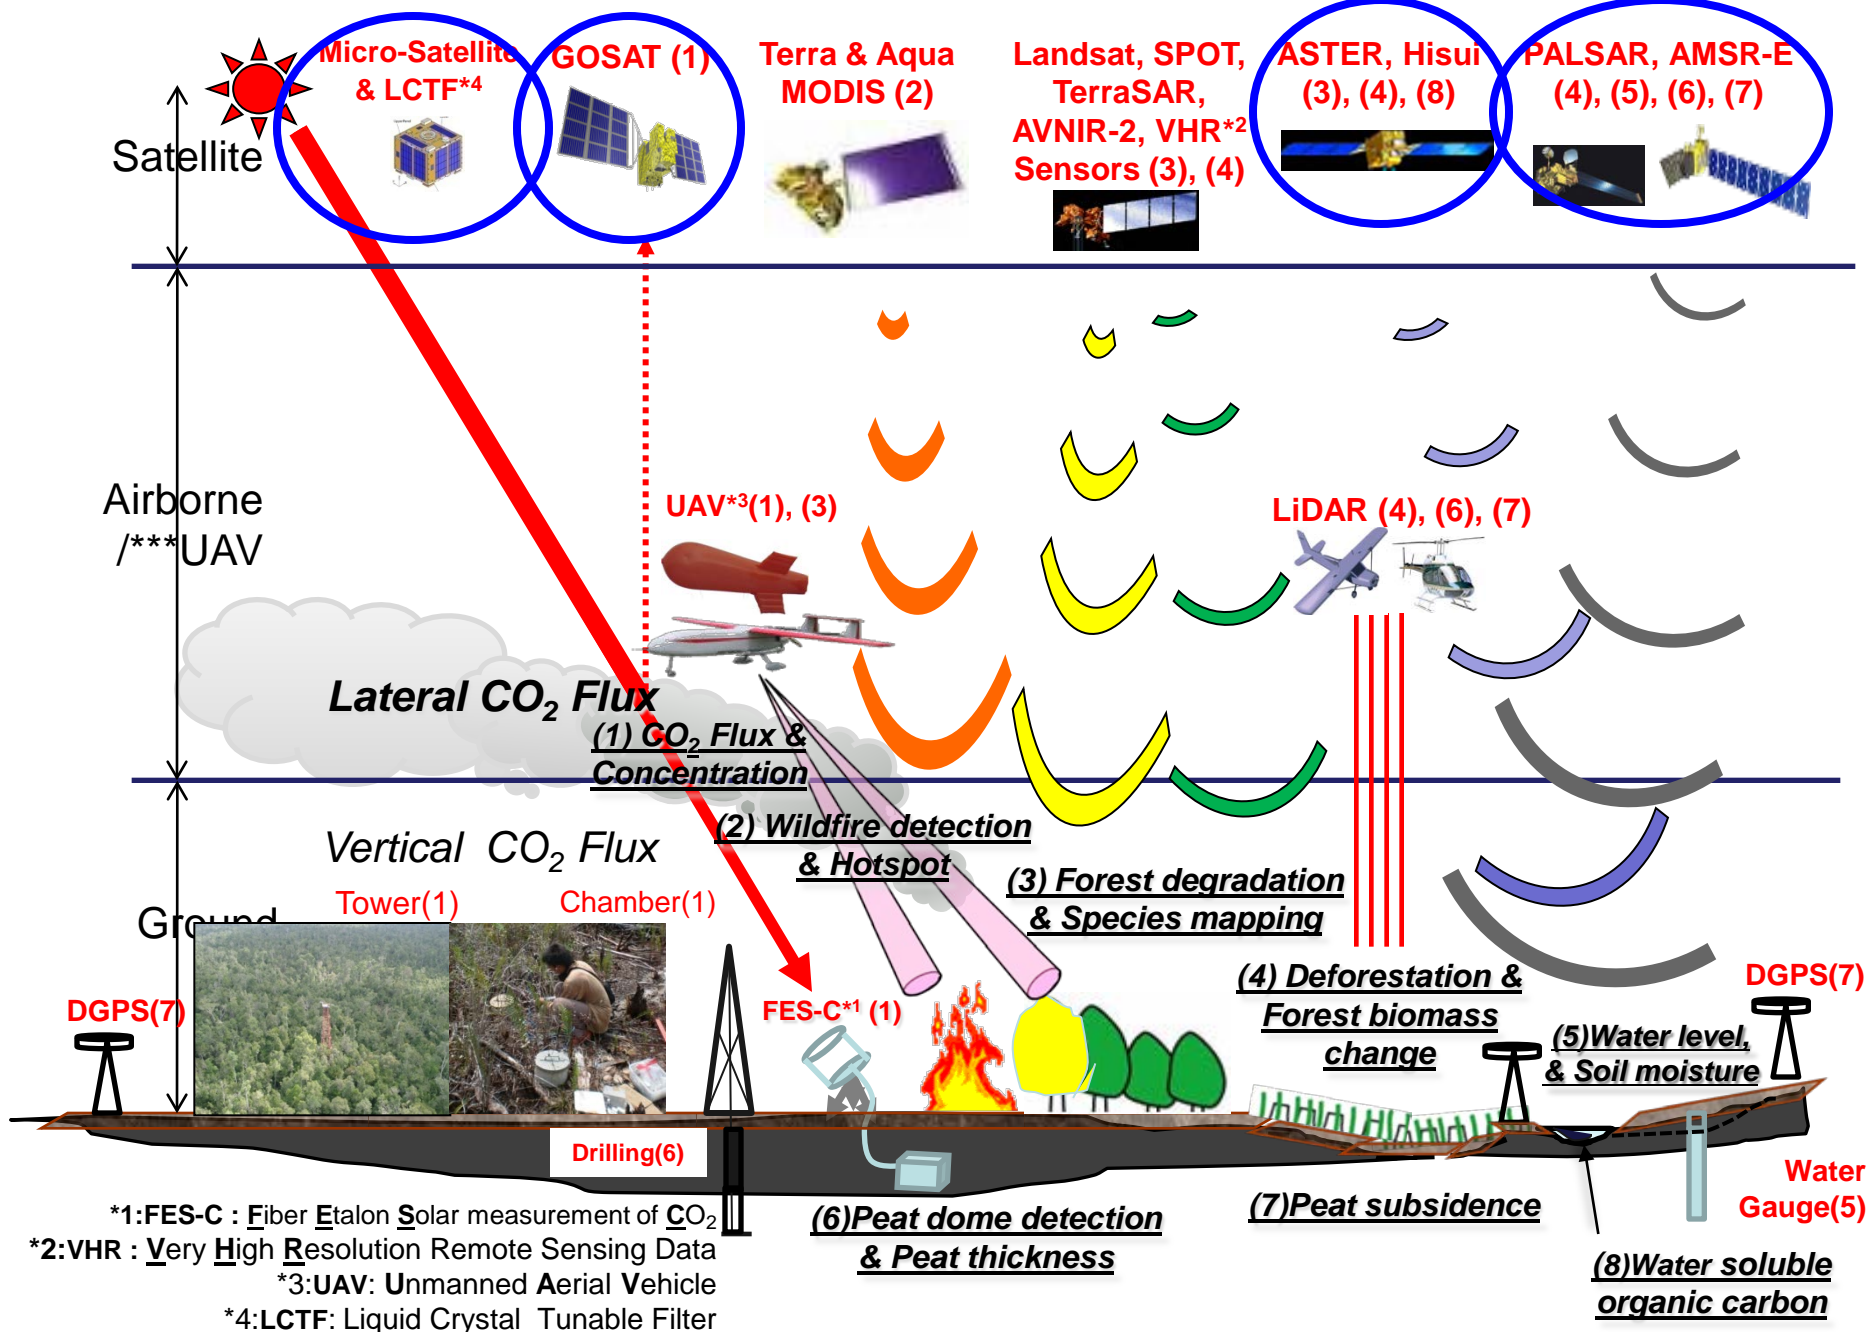 Micro-Satellite
& LCTF*4
GOSAT (1)
Terra & Aqua
MODIS (2)
Landsat, SPOT,
TerraSAR,
AVNIR-2, VHR*2
Sensors (3), (4)
ASTER, Hisui
(3), (4), (8)
PALSAR, AMSR-E
(4), (5), (6), (7)
Satellite
Airborne
/***UAV
UAV*3(1), (3)
LiDAR (4), (6), (7)
Lateral CO2 Flux
(1) CO2 Flux &
Concentration
Vertical CO2 Flux
(2) Wildfire detection
& Hotspot
(3) Forest degradation
& Species mapping
Ground
Tower(1)
Chamber(1)
(4) Deforestation &
Forest biomass
change
DGPS(7)
FES-C*1 (1)
DGPS(7)
(5)Water level,
& Soil moisture
Drilling(6)
Water
Gauge(5)
(6)Peat dome detection
& Peat thickness
(7)Peat subsidence
(8)Water soluble
organic carbon
*1:FES-C : Fiber Etalon Solar measurement of CO2
*2:VHR : Very High Resolution Remote Sensing Data
*3:UAV: Unmanned Aerial Vehicle
*4:LCTF: Liquid Crystal Tunable Filter